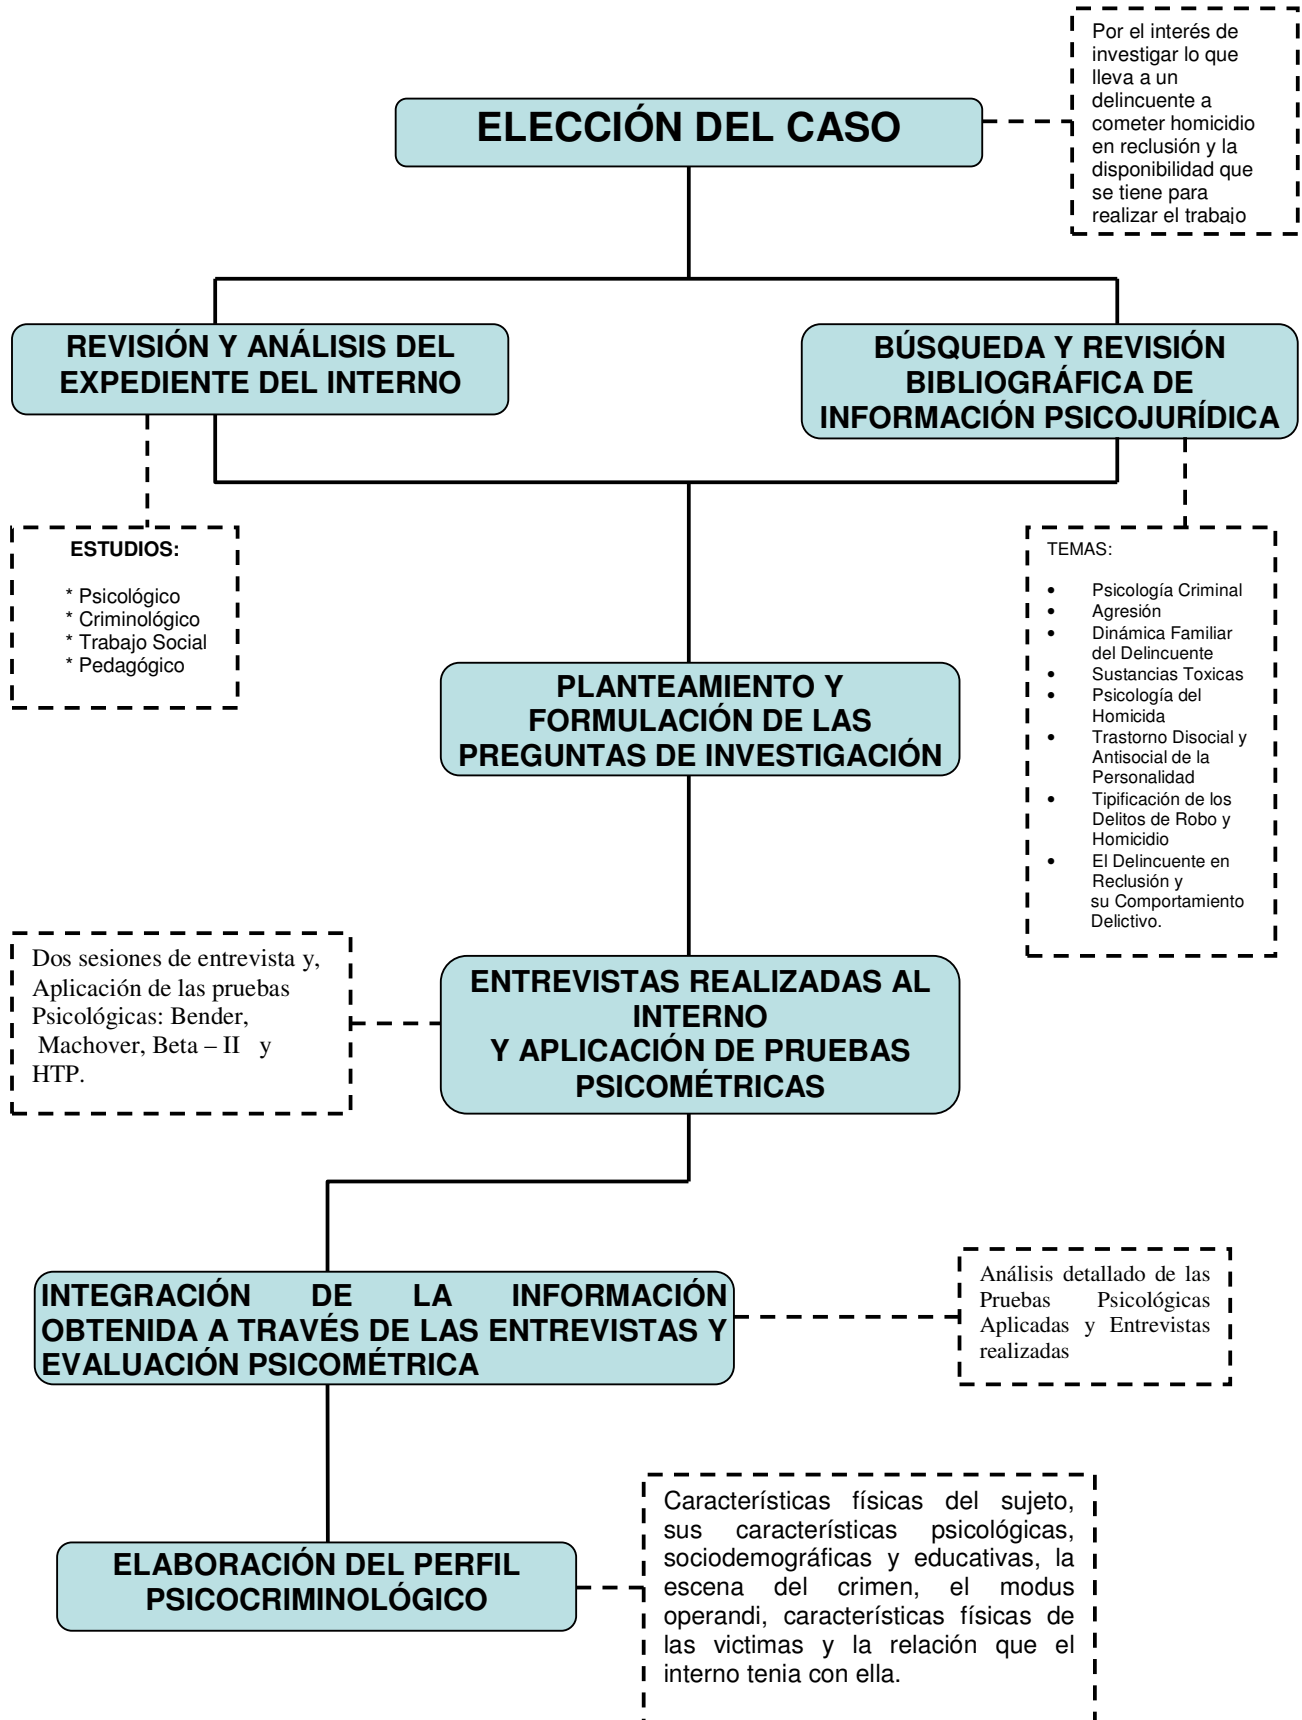 Por el interés de
investigar lo que
lleva a un
delincuente a
cometer homicidio
en reclusión y la
disponibilidad que
se tiene para
realizar el trabajo
ELECCIÓN DEL CASO
REVISIÓN Y ANÁLISIS DEL
EXPEDIENTE DEL INTERNO
BÚSQUEDA Y REVISIÓN
BIBLIOGRÁFICA DE
INFORMACIÓN PSICOJURÍDICA
ESTUDIOS:
* Psicológico
* Criminológico
* Trabajo Social
* Pedagógico
TEMAS:
• Psicología Criminal
• Agresión
• Dinámica Familiar
del Delincuente
• Sustancias Toxicas
• Psicología del
Homicida
• Trastorno Disocial y
Antisocial de la
Personalidad
• Tipificación de los
Delitos de Robo y
Homicidio
• El Delincuente en
Reclusión y
su Comportamiento
Delictivo.
PLANTEAMIENTO Y
FORMULACIÓN DE LAS
PREGUNTAS DE INVESTIGACIÓN
Dos sesiones de entrevista y,
Aplicación de las pruebas
Psicológicas: Bender,
Machover, Beta – II y
HTP.
ENTREVISTAS REALIZADAS AL
INTERNO
Y APLICACIÓN DE PRUEBAS
PSICOMÉTRICAS
INTEGRACIÓN DE LA INFORMACIÓN
OBTENIDA A TRAVÉS DE LAS ENTREVISTAS Y
EVALUACIÓN PSICOMÉTRICA
Análisis detallado de las
Pruebas Psicológicas
Aplicadas y Entrevistas
realizadas
ELABORACIÓN DEL PERFIL
PSICOCRIMINOLÓGICO
Características físicas del sujeto,
sus características psicológicas,
sociodemográficas y educativas, la
escena del crimen, el modus
operandi, características físicas de
las victimas y la relación que el
interno tenia con ella.